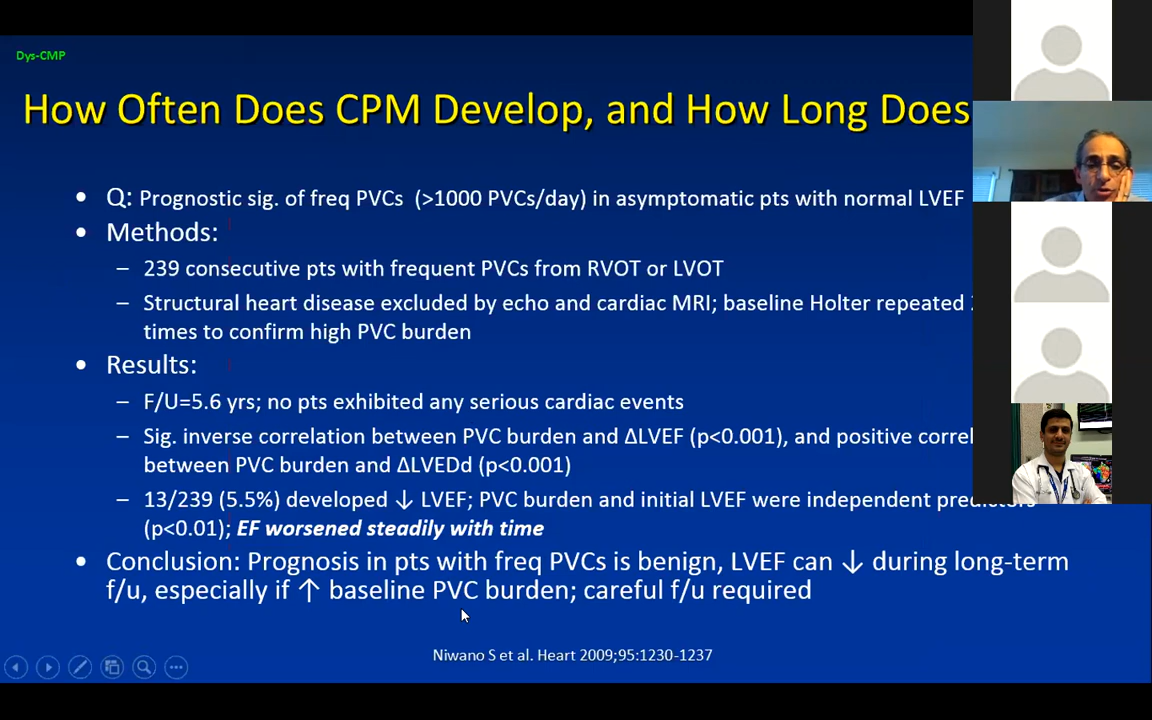 Dys-CMP
How Often Does CPM Develop, and How Long Does
• Q: Prognostic sig. of freq PVCs (>1000 PVCs/day) in asymptomatic pts with normal LVEF
• Methods:
– 239 consecutive pts with frequent PVCs from RVOT or LVOT
– Structural heart disease excluded by echo and cardiac MRI; baseline Holter repeated
times to confirm high PVC burden
• Results:
– F/U=5.6 yrs; no pts exhibited any serious cardiac events
– Sig. inverse correlation between PVC burden and ΔLVEF (p<0.001), and positive
between PVC burden and ΔLVEDd (p<0.001)
– 13/239 (5.5%) developed ↓ LVEF; PVC burden and initial LVEF were independent
(p<0.01); EF worsened steadily with time
• Conclusion: Prognosis in pts with freq PVCs is benign, LVEF can ↓ during long-term
f/u, especially if ↑ baseline PVC burden; careful f/u required
Niwano S et al. Heart 2009;95:1230-1237